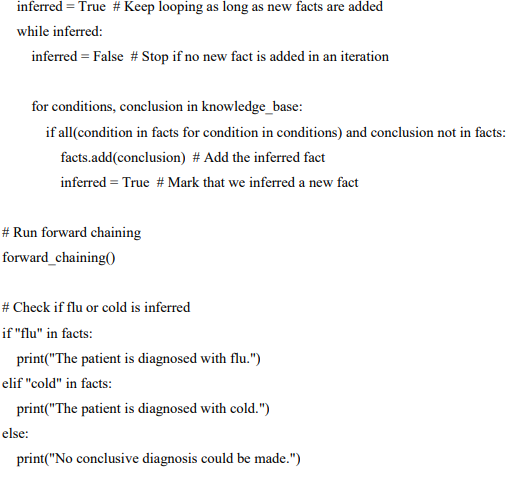 inferred = True  # Keep looping as long as new facts are added
while inferred:
inferred = False  # Stop if no new fact is added in an iteration
for conditions, conclusion in knowledge_base:
if all(condition in facts for condition in conditions) and conclusion not in facts:
facts.add(conclusion)  # Add the inferred fact
inferred = True  # Mark that we inferred a new fact
# Run forward chaining
forward_chaining()
# Check if flu or cold is inferred
if "flu" in facts:
print("The patient is diagnosed with flu.")
elif "cold" in facts:
print("The patient is diagnosed with cold.")
else:
print("No conclusive diagnosis could be made.")